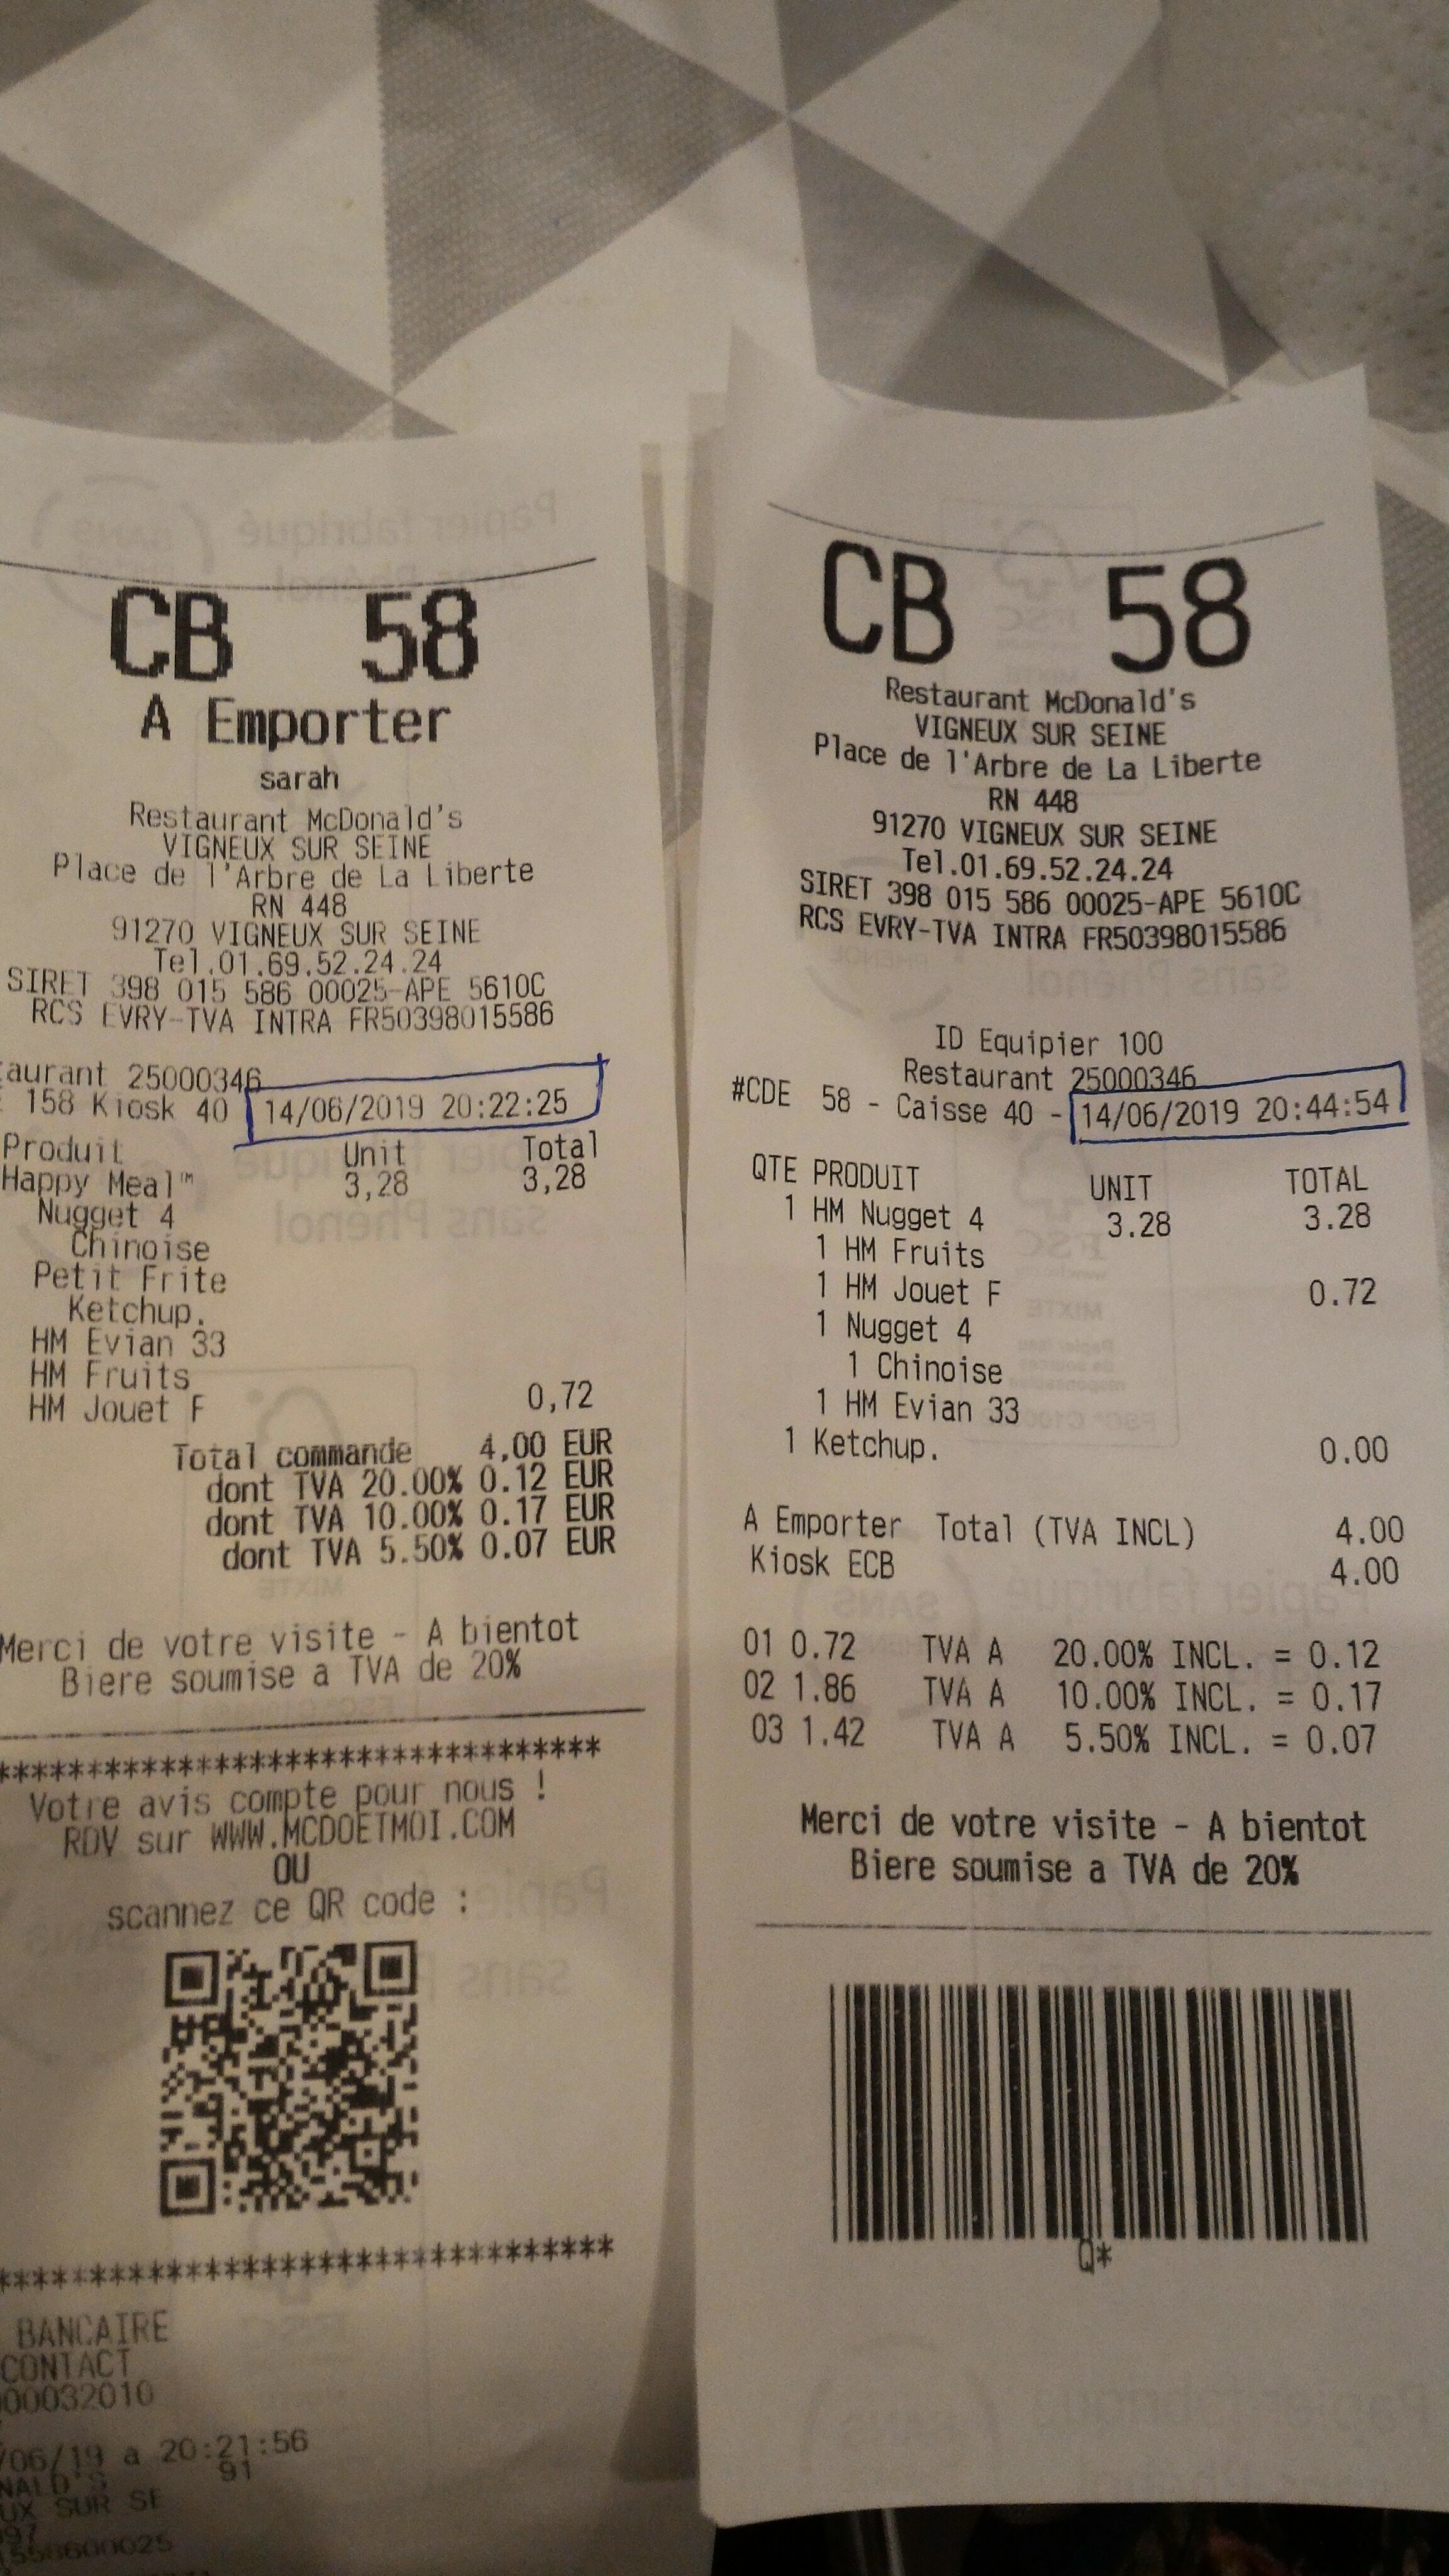 CB 58
A Emporter
sarah
Restaurant McDonald's
VIGNEUX SUR SEINE
Place de l'Arbre de La Liberte
RN 448
91270 VIGNEUX SUR SEINE
Tel.01.69.52.24.24
SIRET 398 015 586 00025-APE 5610C
RCS EVRY-TVA INTRA FR50398015586
aurant 25000346
158 Kiosk 40 14/06/2019 20:22:25
Produit Unit Total
Happy Meal™ 3,28 3,28
Nugget 4
Chinoise
Petit Frite
Ketchup.
HM Evian 33
HM Fruits
HM Jouet F 0,72
Total commande 4,00 EUR
dont TVA 20.00% 0.12 EUR
dont TVA 10.00% 0.17 EUR
dont TVA 5.50% 0.07 EUR
Merci de votre visite - A bientot
Biere soumise a TVA de 20%
**********************************
Votre avis compte pour nous !
RDV sur WWW.MCDOETMOI.COM
OU
scannez ce QR code :
**********************************
BANCAIRE
CONTACT
00032010
/06/19 a 20:21:56
NALD'S 91
UX SUR SE
CB 58
Restaurant McDonald's
VIGNEUX SUR SEINE
Place de l'Arbre de La Liberte
RN 448
91270 VIGNEUX SUR SEINE
Tel.01.69.52.24.24
SIRET 398 015 586 00025-APE 5610C
RCS EVRY-TVA INTRA FR50398015586
ID Equipier 100
Restaurant 25000346
#CDE 58 - Caisse 40 - 14/06/2019 20:44:54
QTE PRODUIT UNIT TOTAL
1 HM Nugget 4 3.28 3.28
1 HM Fruits
1 HM Jouet F 0.72
1 Nugget 4
1 Chinoise
1 HM Evian 33
1 Ketchup. 0.00
A Emporter Total (TVA INCL) 4.00
Kiosk ECB 4.00
01 0.72 TVA A 20.00% INCL. = 0.12
02 1.86 TVA A 10.00% INCL. = 0.17
03 1.42 TVA A 5.50% INCL. = 0.07
Merci de votre visite - A bientot
Biere soumise a TVA de 20%
Q*